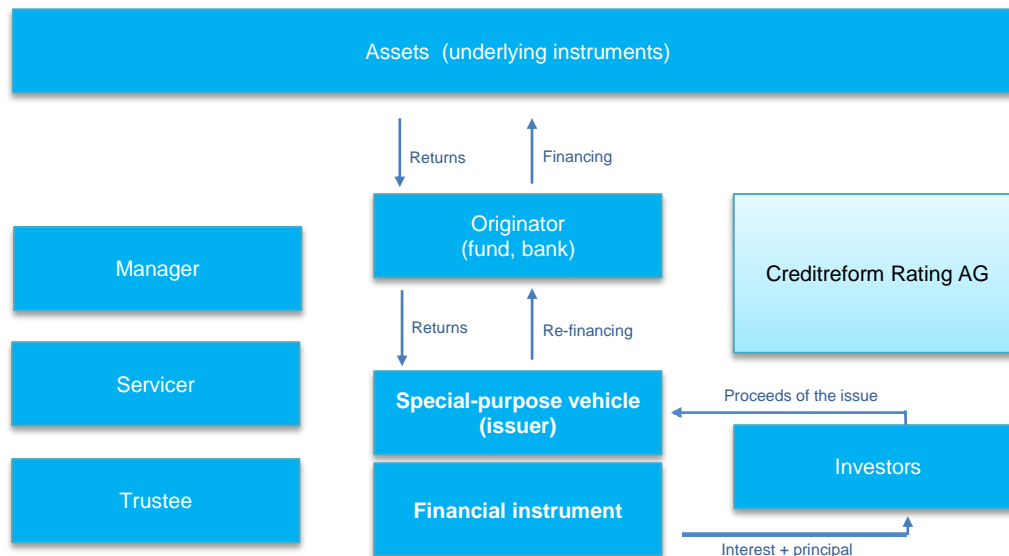 Assets (underlying instruments)
Returns
Financing
Originator
(fund, bank)
Manager
Creditreform Rating AG
Returns
Re-financing
Servicer
Special-purpose vehicle
(issuer)
Proceeds of the issue
Investors
Trustee
Financial instrument
Interest + principal